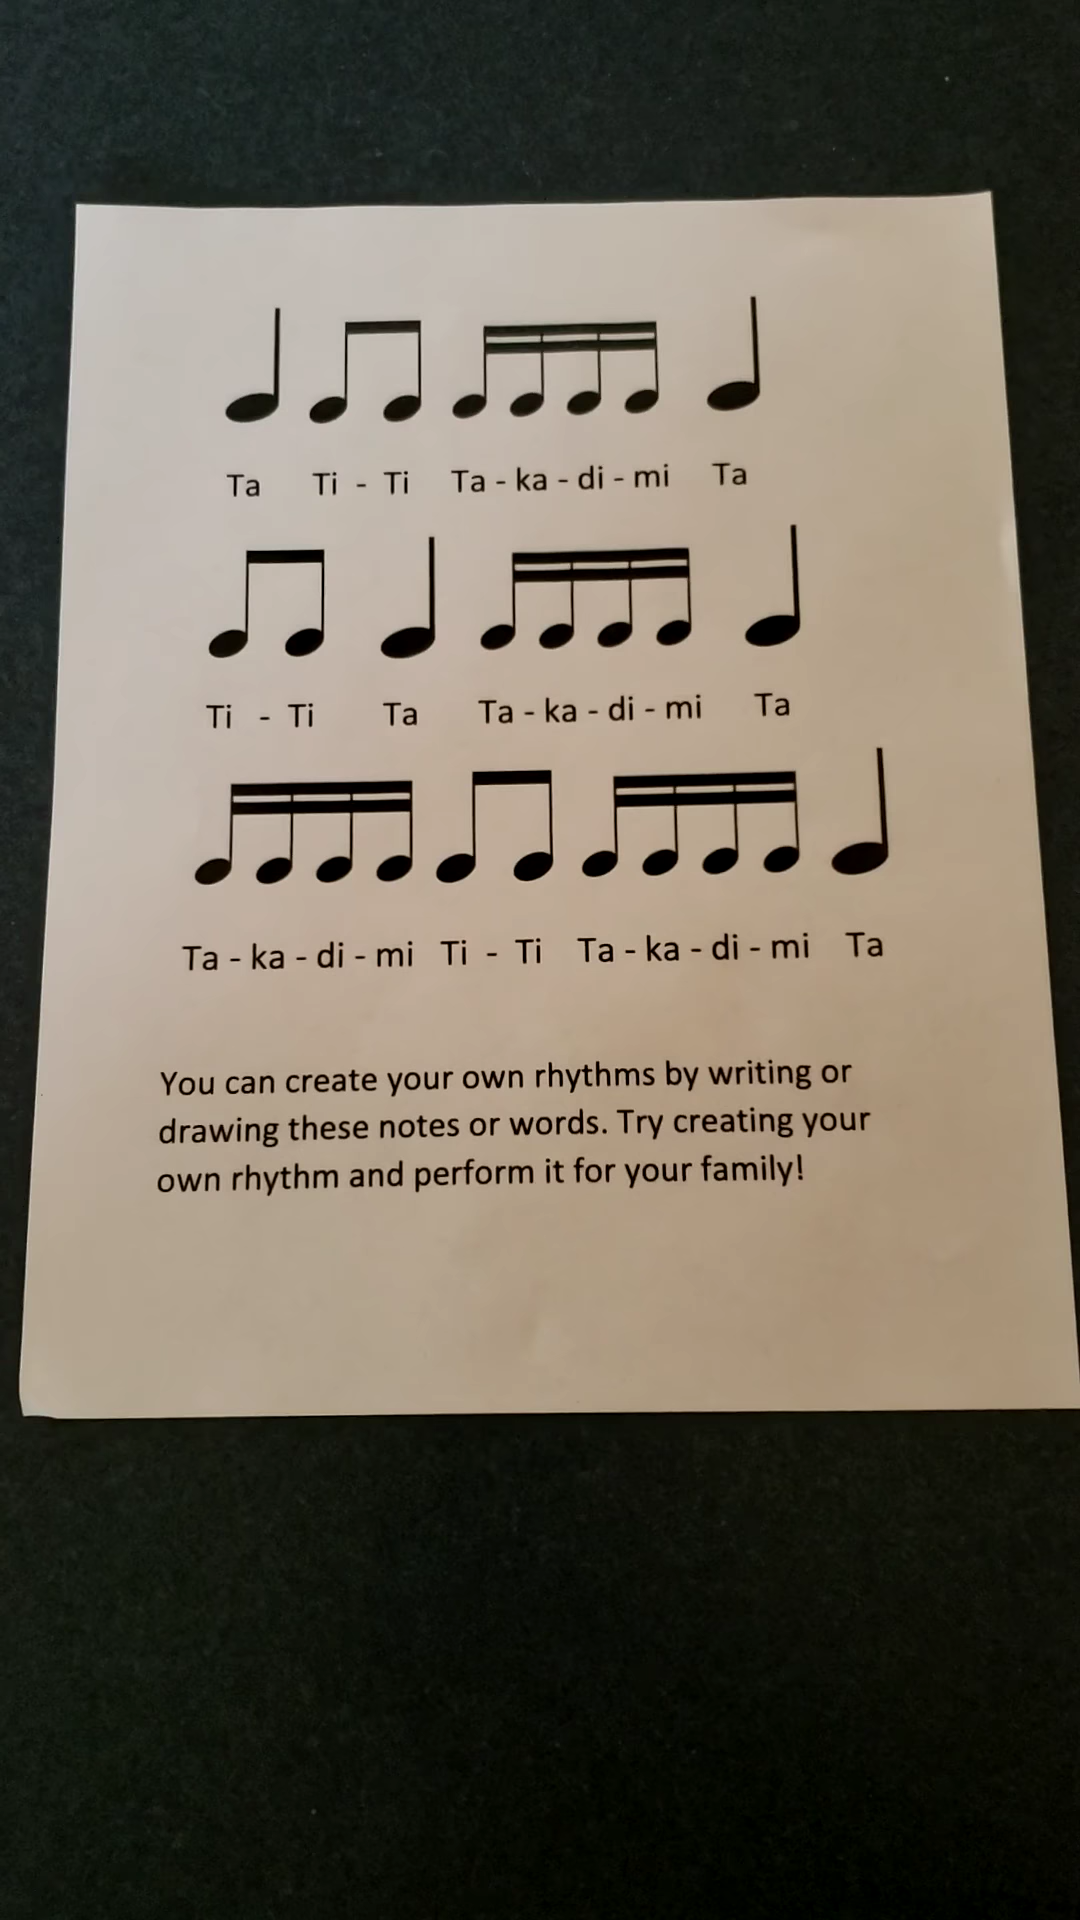 Ta Ti - Ti Ta - ka - di - mi Ta
Ti - Ti Ta Ta - ka - di - mi Ta
Ta - ka - di - mi Ti - Ti Ta - ka - di - mi Ta
You can create your own rhythms by writing or
drawing these notes or words. Try creating your
own rhythm and perform it for your family!